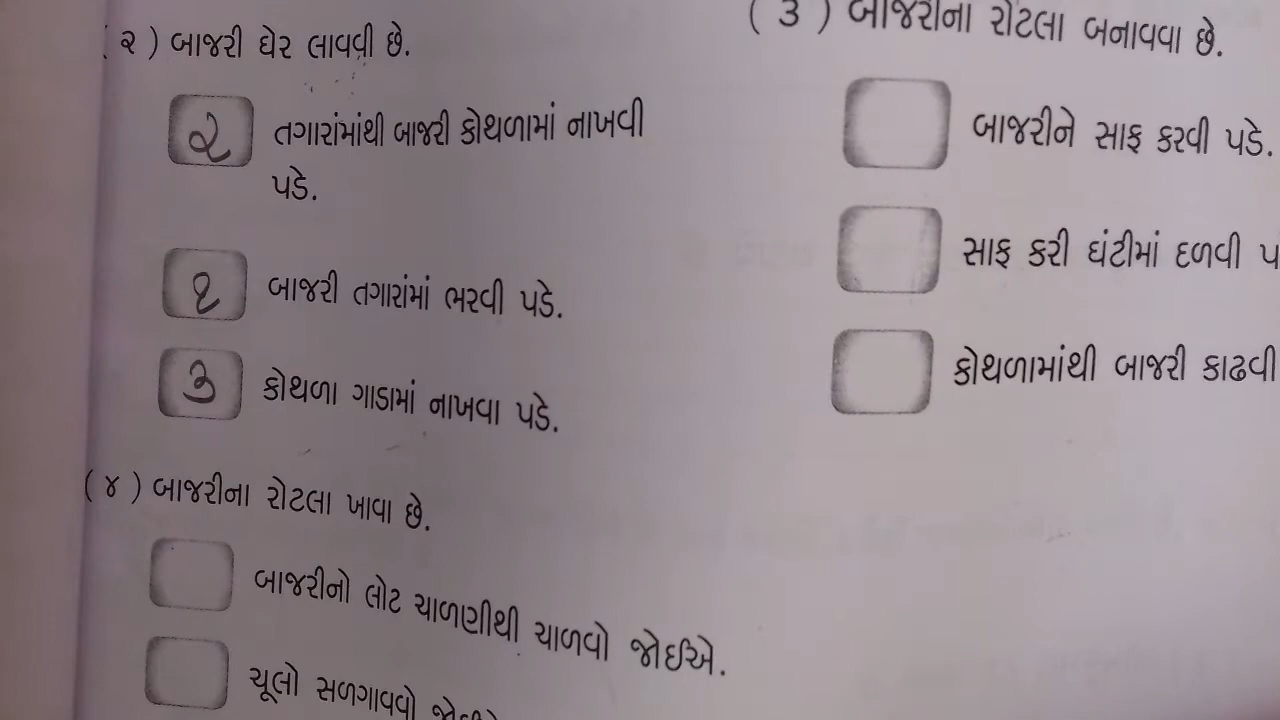 ( ૨ ) બાજરી ઘેર લાવવી છે.
૨ તગારાંમાંથી બાજરી કોથળામાં નાખવી
પડે.
૧ બાજરી તગારાંમાં ભરવી પડે.
૩ કોથળા ગાડામાં નાખવા પડે.
( ૩ ) બાજરીના રોટલા બનાવવા છે.
બાજરીને સાફ કરવી પડે.
સાફ કરી ઘંટીમાં દળવી
કોથળામાંથી બાજરી કાઢવી
( ૪ ) બાજરીના રોટલા ખાવા છે.
બાજરીનો લોટ ચાળણીથી ચાળવો જોઈએ.
ચૂલો સળગાવવો